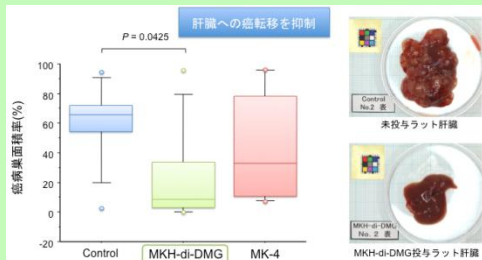 肝臓への癌転移を抑制
P = 0.0425
癌病巣面積率(%)
100
80
60
40
20
0
-20
Control
MKH-di-DMG
MK-4
Control
No.2 表
未投与ラット肝臓
MKH-di-DMG
No. 2 表
MKH-di-DMG投与ラット肝臓